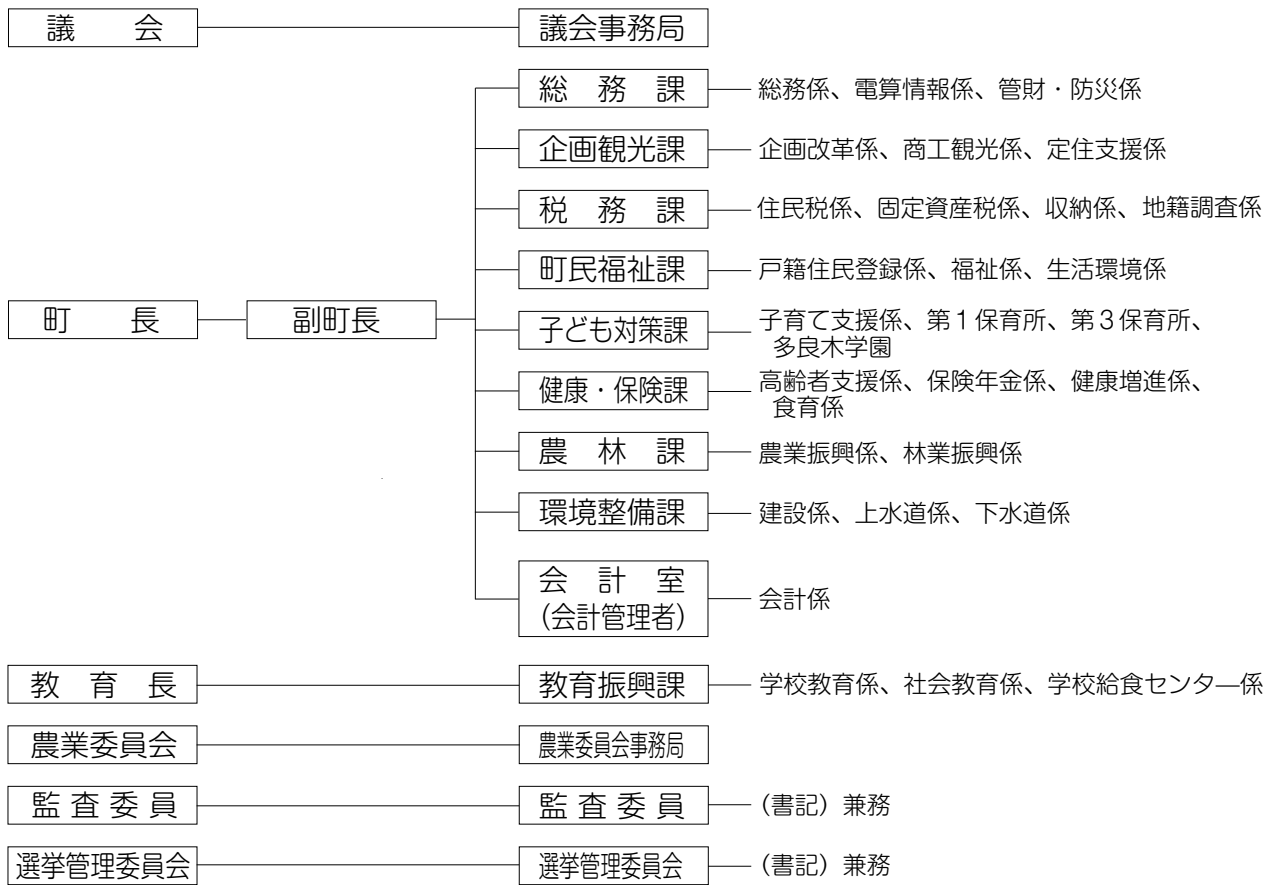 議会 議会事務局
総務課 総務係、電算情報係、管財・防災係
企画観光課 企画改革係、商工観光係、定住支援係
税務課 住民税係、固定資産税係、収納係、地籍調査係
町民福祉課 戸籍住民登録係、福祉係、生活環境係
町長 副町長 子ども対策課 子育て支援係、第1保育所、第3保育所、
多良木学園
健康・保険課 高齢者支援係、保険年金係、健康増進係、
食育係
農林課 農業振興係、林業振興係
環境整備課 建設係、上水道係、下水道係
会計室
(会計管理者) 会計係
教育長 教育振興課 学校教育係、社会教育係、学校給食センター係
農業委員会 農業委員会事務局
監査委員 監査委員 (書記)兼務
選挙管理委員会 選挙管理委員会 (書記)兼務